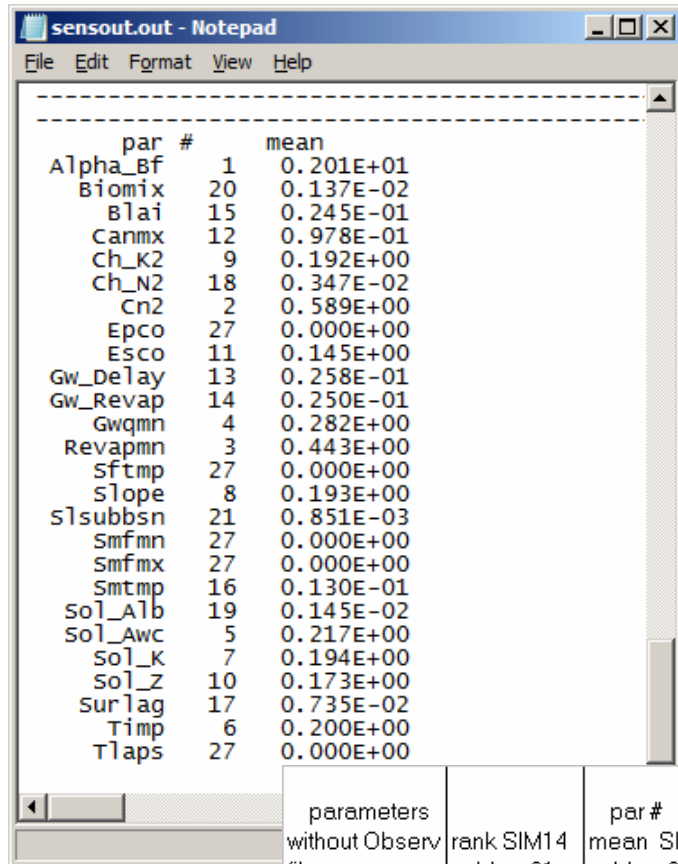 sensout.out - Notepad
File Edit Format View Help
par # mean
Alpha_Bf 1 0.201E+01
Biomix 20 0.137E-02
Blai 15 0.245E-01
Canmx 12 0.978E-01
Ch_K2 9 0.192E+00
Ch_N2 18 0.347E-02
Cn2 2 0.589E+00
Epco 27 0.000E+00
Esco 11 0.145E+00
Gw_Delay 13 0.258E-01
Gw_Revap 14 0.250E-01
Gwqmn 4 0.282E+00
Revapmn 3 0.443E+00
Sftmp 27 0.000E+00
Slope 8 0.193E+00
Slsubbsn 21 0.851E-03
Smfmn 27 0.000E+00
Smfmx 27 0.000E+00
Smtmp 16 0.130E-01
Sol_Alb 19 0.145E-02
Sol_Awc 5 0.217E+00
Sol_K 7 0.194E+00
Sol_Z 10 0.173E+00
Surlag 17 0.735E-02
Timp 6 0.200E+00
Tlaps 27 0.000E+00
parameters par #
without Observ rank SIM14 mean